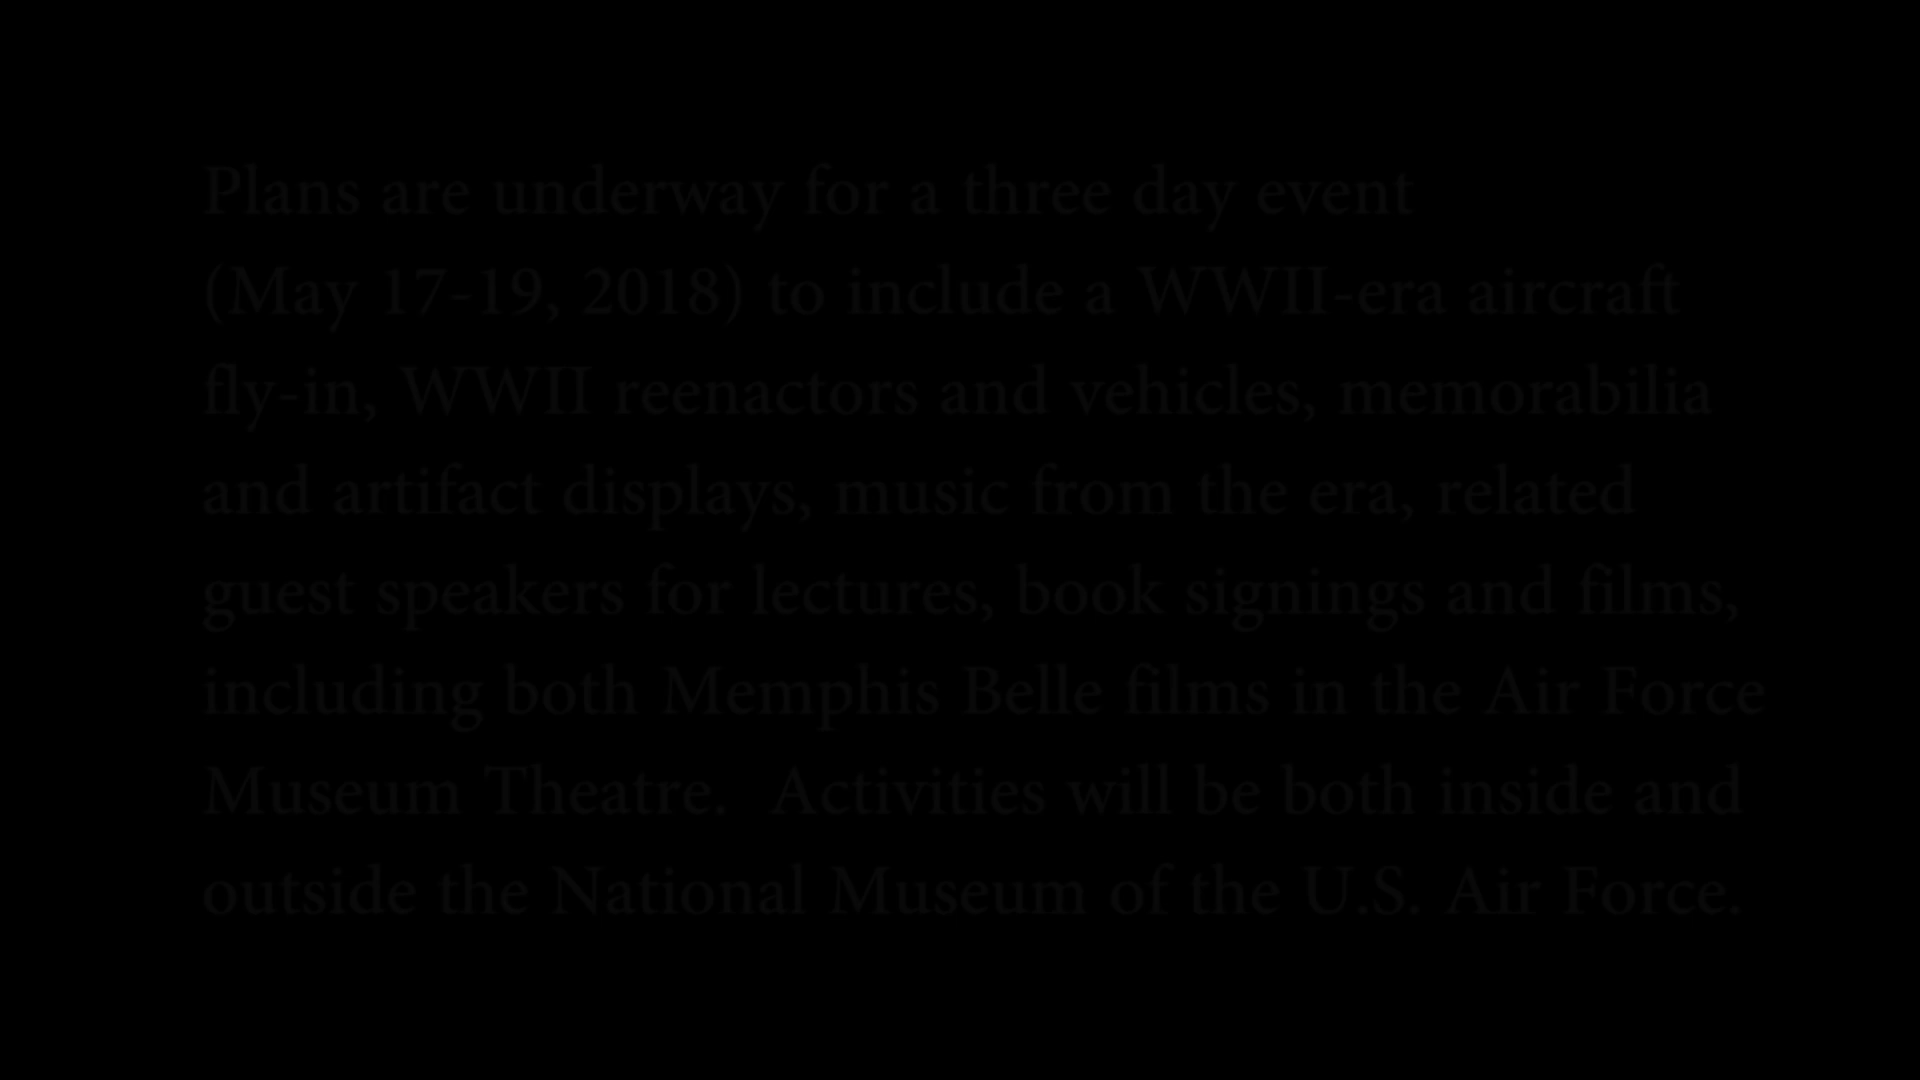 Plans are underway for a three day event
(May 17-19, 2018) to include a WWII-era aircraft
fly-in, WWII reenactors and vehicles, memorabilia
and artifact displays, music from the era, related
guest speakers for lectures, book signings and films,
including both Memphis Belle films in the Air Force
Museum Theatre.  Activities will be both inside and
outside the National Museum of the U.S. Air Force.